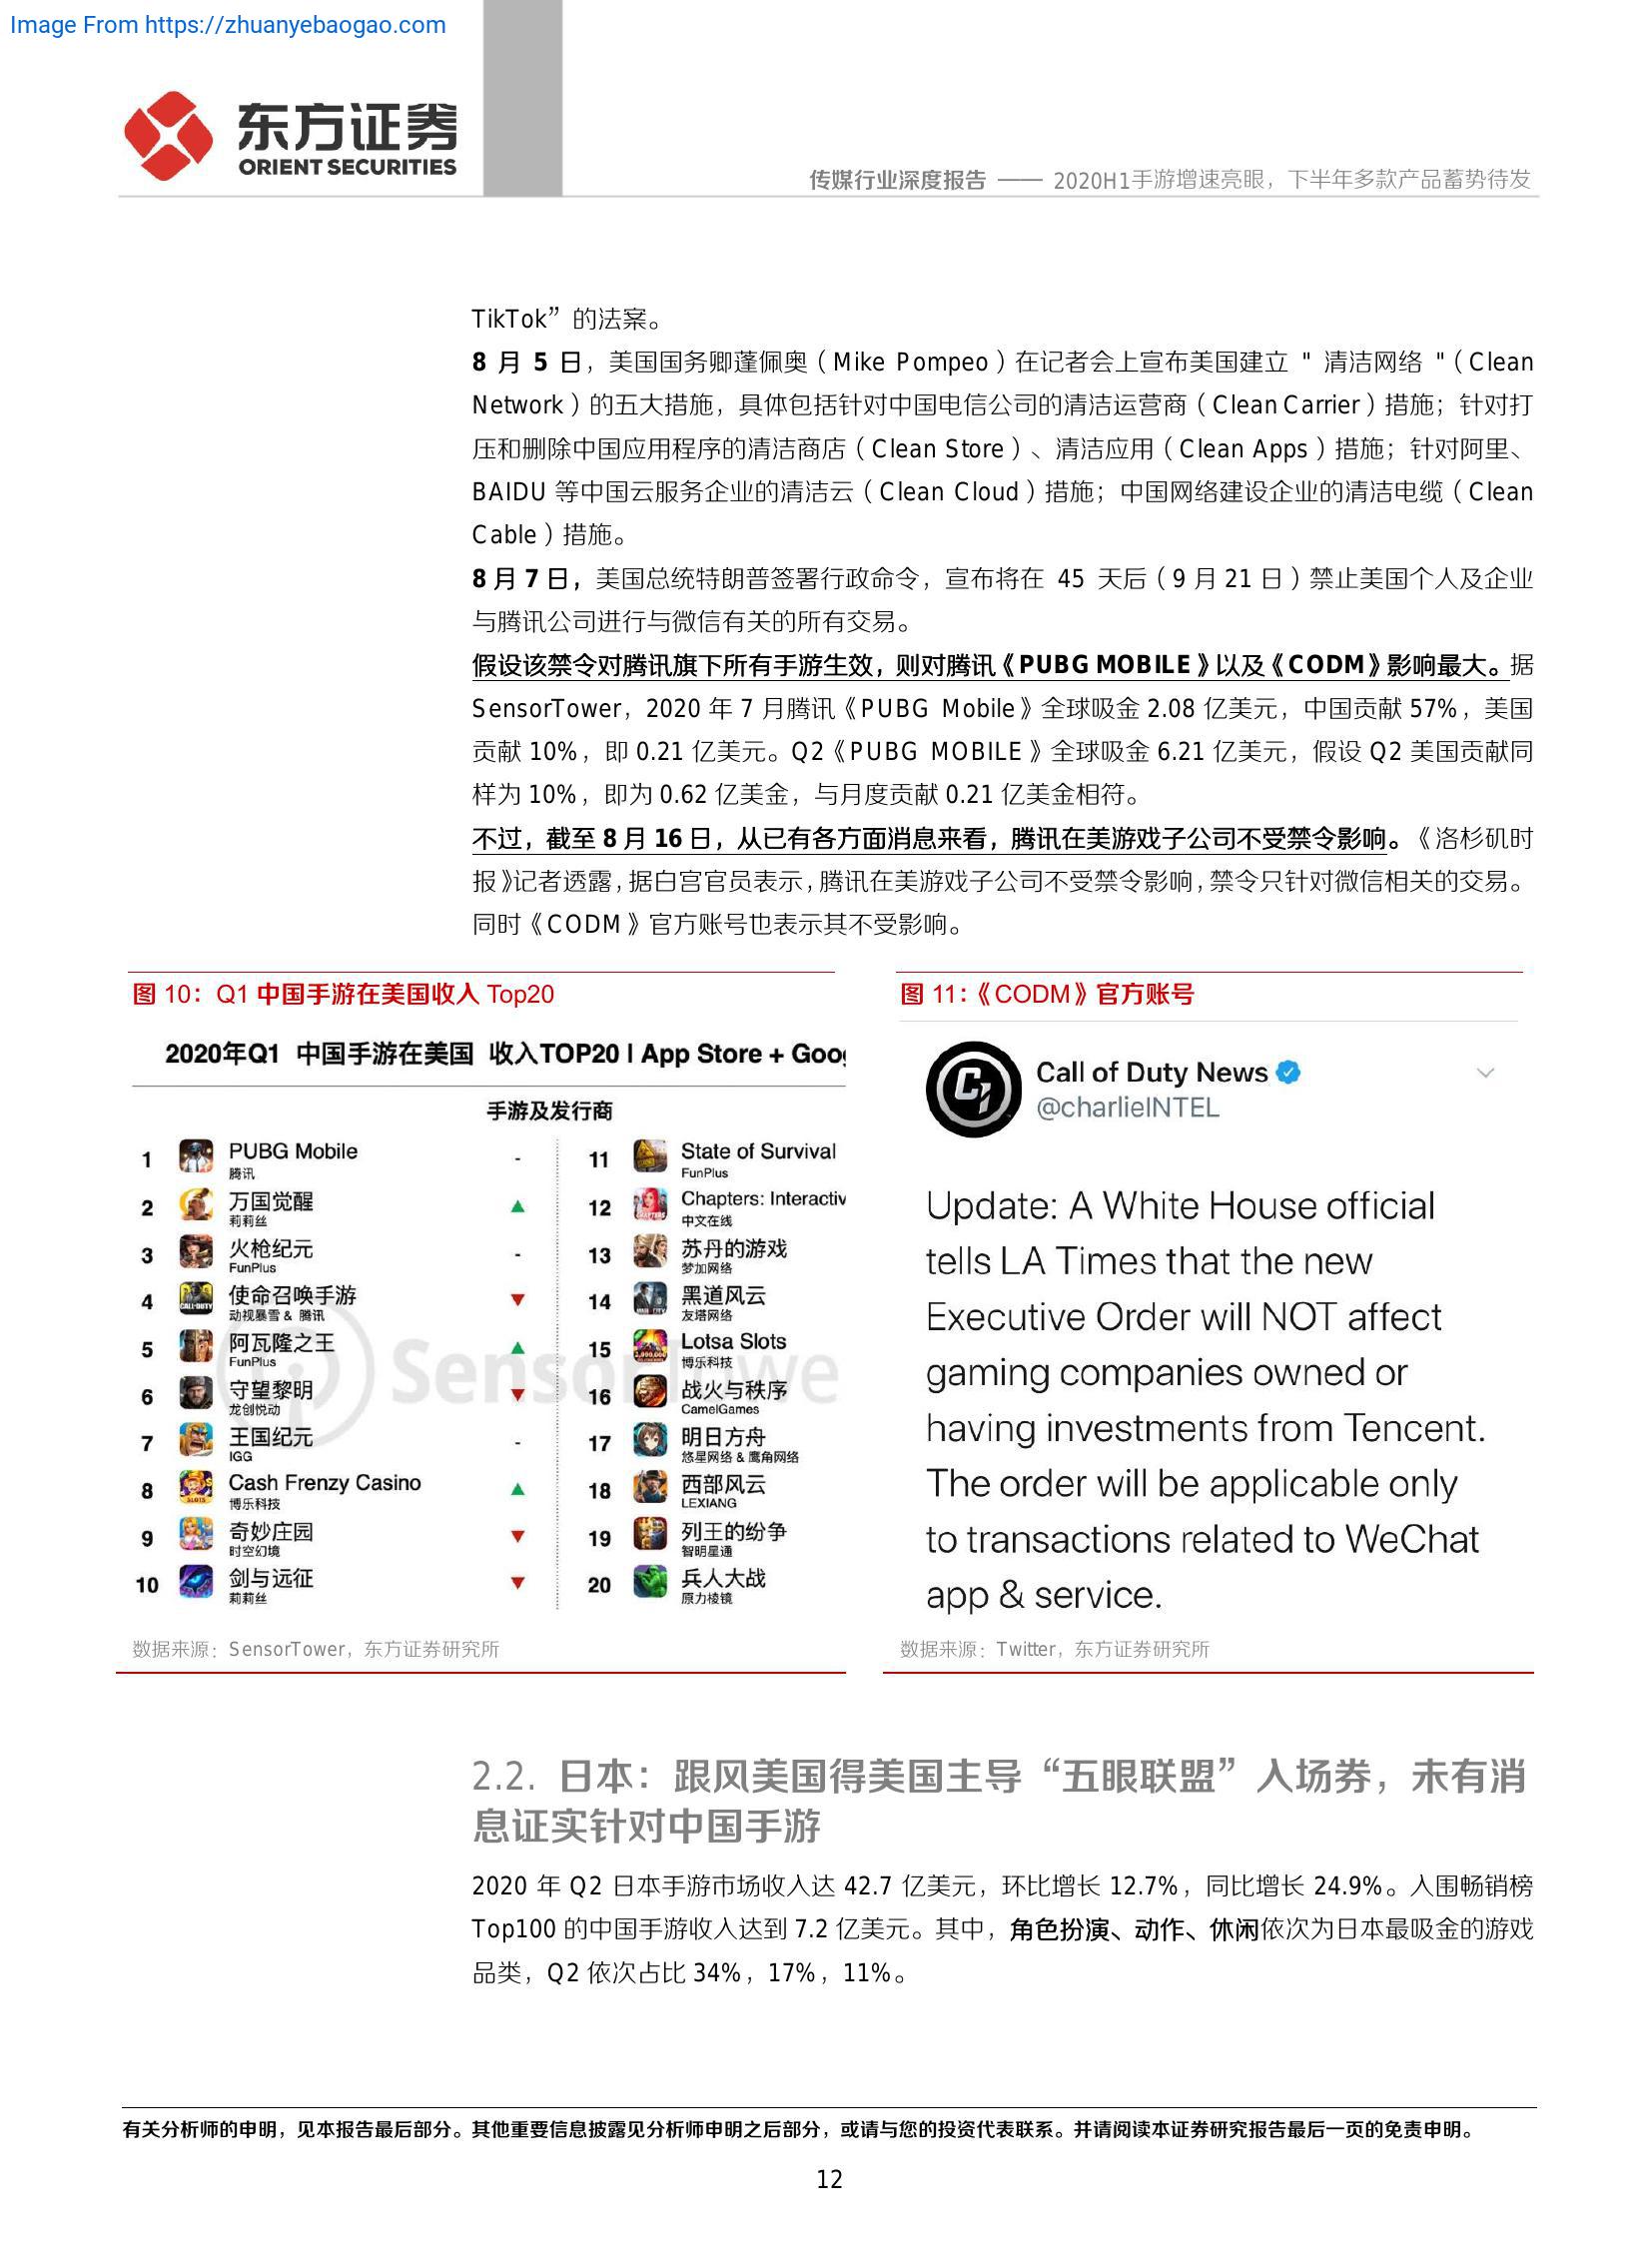 Image From https://zhuanyebaogao.com
东方证券
ORIENT SECURITIES
传媒行业深度报告 —— 2020H1手游增速亮眼，下半年多款产品蓄势待发
TikTok”的法案。
8 月 5 日，美国国务卿蓬佩奥（Mike Pompeo）在记者会上宣布美国建立 " 清洁网络 "（Clean
Network）的五大措施，具体包括针对中国电信公司的清洁运营商（Clean Carrier）措施；针对打
压和删除中国应用程序的清洁商店（Clean Store）、清洁应用（Clean Apps）措施；针对阿里、
BAIDU 等中国云服务企业的清洁云（Clean Cloud）措施；中国网络建设企业的清洁电缆（Clean
Cable）措施。
8 月 7 日，美国总统特朗普签署行政命令，宣布将在 45 天后（9 月 21 日）禁止美国个人及企业
与腾讯公司进行与微信有关的所有交易。
假设该禁令对腾讯旗下所有手游生效，则对腾讯《PUBG MOBILE》以及《CODM》影响最大。据
SensorTower，2020 年 7 月腾讯《PUBG Mobile》全球吸金 2.08 亿美元，中国贡献 57%，美国
贡献 10%，即 0.21 亿美元。Q2《PUBG MOBILE》全球吸金 6.21 亿美元，假设 Q2 美国贡献同
样为 10%，即为 0.62 亿美金，与月度贡献 0.21 亿美金相符。
不过，截至 8 月 16 日，从已有各方面消息来看，腾讯在美游戏子公司不受禁令影响。《洛杉矶时
报》记者透露，据白宫官员表示，腾讯在美游戏子公司不受禁令影响，禁令只针对微信相关的交易。
同时《CODM》官方账号也表示其不受影响。
图 10：Q1 中国手游在美国收入 Top20
2020年Q1 中国手游在美国 收入TOP20 | App Store + Goog
手游及发行商
1 PUBG Mobile -
腾讯
2 万国觉醒 ▲
莉莉丝
3 火枪纪元 -
FunPlus
4 使命召唤手游 ▼
动视暴雪 & 腾讯
5 阿瓦隆之王 ▲
FunPlus
6 守望黎明 ▼
龙创悦动
7 王国纪元 -
IGG
8 Cash Frenzy Casino ▲
博乐科技
9 奇妙庄园 ▼
时空幻境
10 剑与远征 ▼
莉莉丝
11 State of Survival
FunPlus
12 Chapters: Interactiv
中文在线
13 苏丹的游戏
梦加网络
14 黑道风云
友塔网络
15 Lotsa Slots
博乐科技
16 战火与秩序
CamelGames
17 明日方舟
悠星网络 & 鹰角网络
18 西部风云
LEXIANG
19 列王的纷争
智明星通
20 兵人大战
原力棱镜
SensorTowe
数据来源：SensorTower，东方证券研究所
图 11：《CODM》官方账号
Call of Duty News
@charlieINTEL
Update: A White House official
tells LA Times that the new
Executive Order will NOT affect
gaming companies owned or
having investments from Tencent.
The order will be applicable only
to transactions related to WeChat
app & service.
数据来源：Twitter，东方证券研究所
2.2. 日本：跟风美国得美国主导“五眼联盟”入场券，未有消
息证实针对中国手游
2020 年 Q2 日本手游市场收入达 42.7 亿美元，环比增长 12.7%，同比增长 24.9%。入围畅销榜
Top100 的中国手游收入达到 7.2 亿美元。其中，角色扮演、动作、休闲依次为日本最吸金的游戏
品类，Q2 依次占比 34%，17%，11%。
有关分析师的申明，见本报告最后部分。其他重要信息披露见分析师申明之后部分，或请与您的投资代表联系。并请阅读本证券研究报告最后一页的免责申明。
12